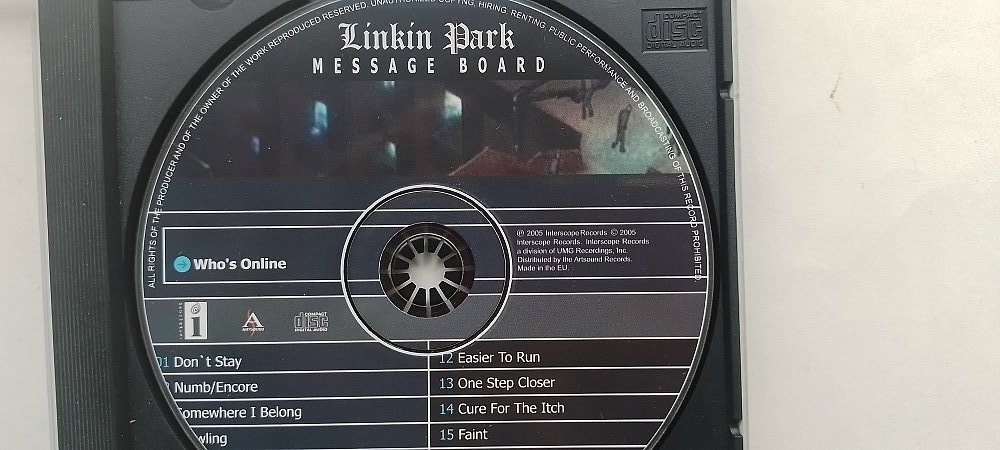 ALL RIGHTS OF THE PRODUCER AND OF THE OWNER OF THE WORK REPRODUCED RESERVED. UNAUTHORIZED COPYNG, HIRING, RENTING, PUBLIC PERFORMANCE AND BROADCASTING OF THIS RECORD PROHIBITED.
COMPACT
disc
DIGITAL AUDIO
Linkin Park
MESSAGE BOARD
Who's Online
℗ 2005 Interscope Records © 2005
Interscope Records. Interscope Records
a division of UMG Recordings, Inc.
Distributed by the Artsound Records.
Made in the EU.
INTERSCOPE
i
ARTSOUND
COMPACT
disc
DIGITAL AUDIO
01 Don`t Stay
Numb/Encore
Somewhere I Belong
12 Easier To Run
13 One Step Closer
14 Cure For The Itch
15 Faint